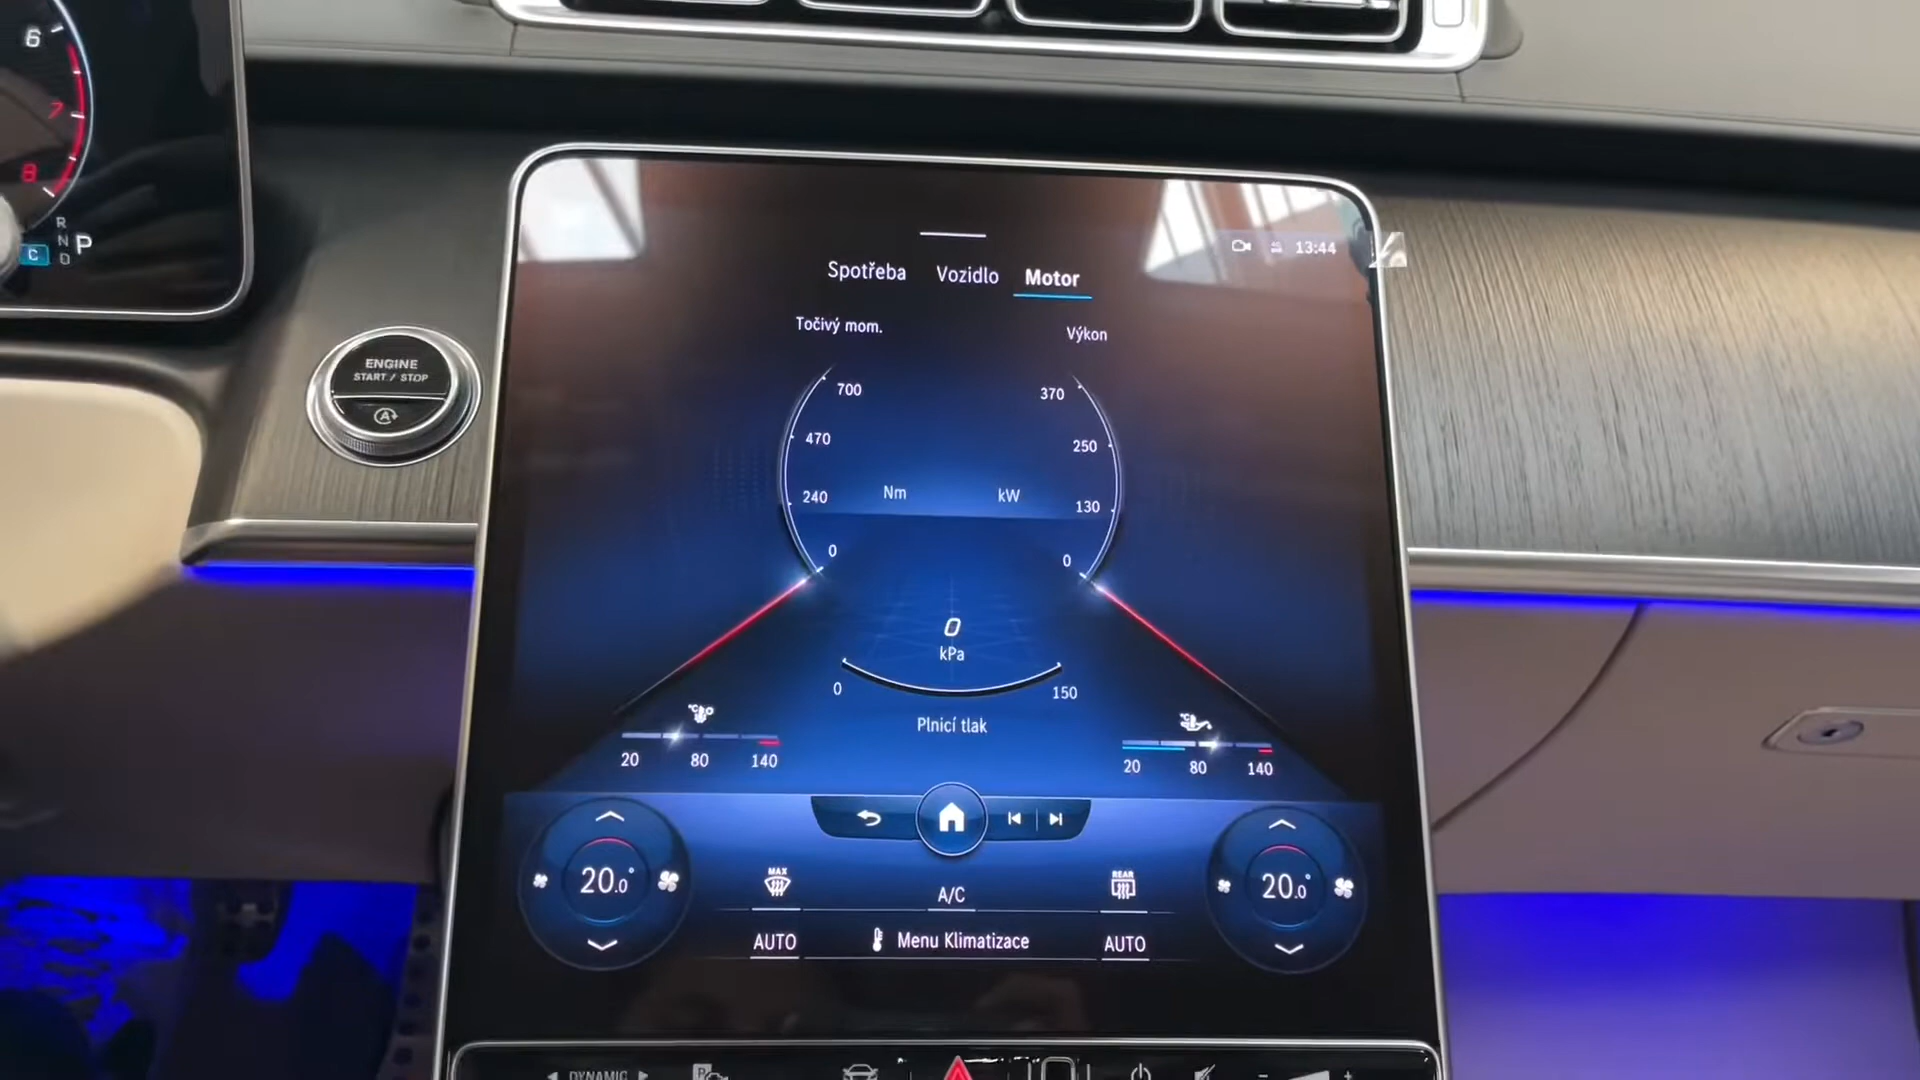 6
7
8
R
N
D
P
C
ENGINE
START / STOP
A
13:44
Spotřeba Vozidlo Motor
Točivý mom. Výkon
700 370
470 250
240 Nm kW 130
0 0
0
kPa
0 150
Plnicí tlak
°C °C
20 80 140 20 80 140
MAX REAR
20.0° A/C 20.0°
AUTO Menu Klimatizace AUTO
DYNAMIC P